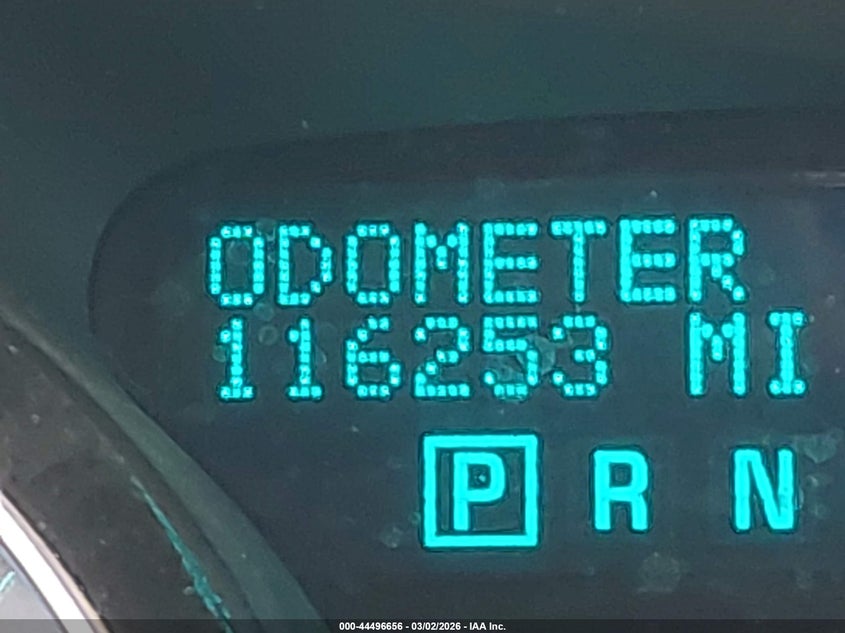 ODOMETER
116253 MI
P R N
000-44496656 - 03/02/2026 - IAA Inc.